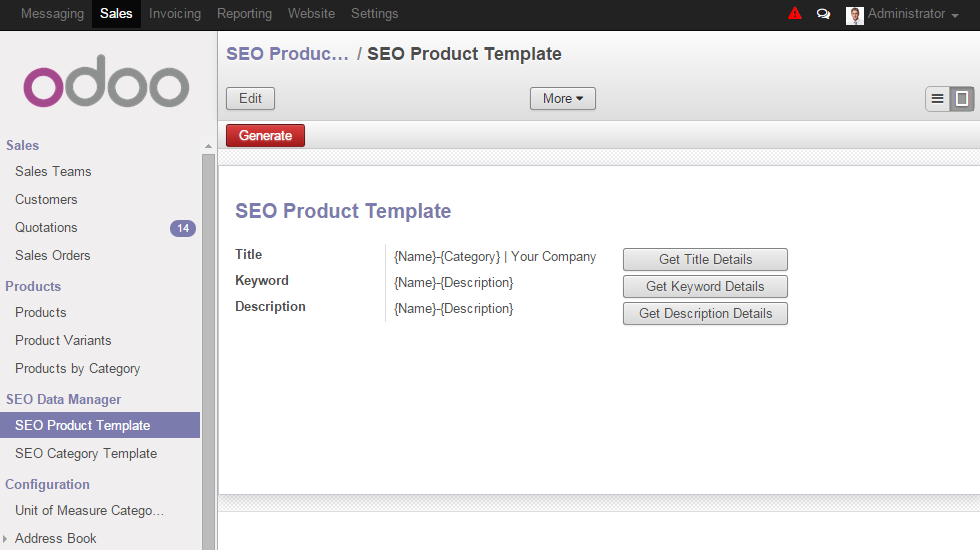 Messaging Sales Invoicing Reporting Website Settings Administrator
odoo
SEO Produc… / SEO Product Template
Edit More
Generate
Sales
Sales Teams
Customers
Quotations 14
Sales Orders
Products
Products
Product Variants
Products by Category
SEO Data Manager
SEO Product Template
SEO Category Template
Configuration
Unit of Measure Catego…
Address Book
SEO Product Template
Title {Name}-{Category} | Your Company Get Title Details
Keyword {Name}-{Description} Get Keyword Details
Description {Name}-{Description} Get Description Details